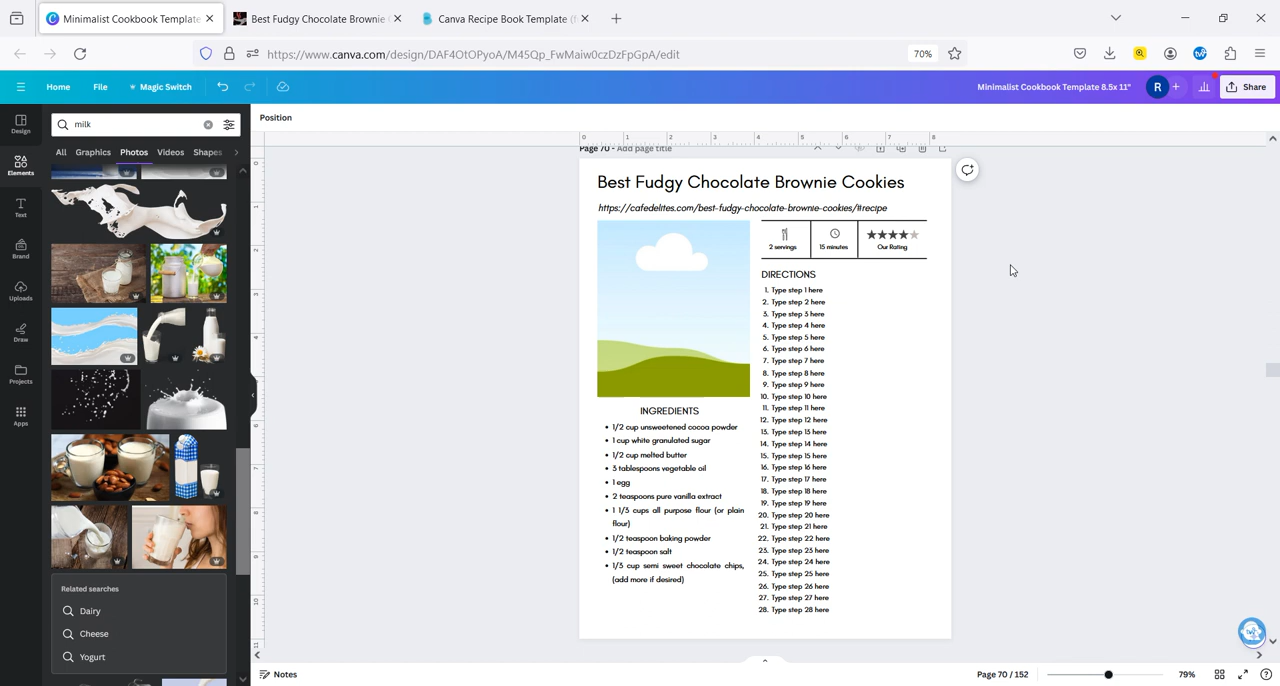 Minimalist Cookbook Template
Best Fudgy Chocolate Brownie
Canva Recipe Book Template (
https://www.canva.com/design/DAF4OtOPyoA/M45Qp_FwMaiw0czDzFpGpA/edit
70%
Home
File
Magic Switch
Minimalist Cookbook Template 8.5x 11"
R
Share
Design
Elements
Text
Brand
Uploads
Draw
Projects
Apps
milk
All
Graphics
Photos
Videos
Shapes
Related searches
Dairy
Cheese
Yogurt
Position
0 1 2 3 4 5 6 7 8
Page 70 - Add page title
Best Fudgy Chocolate Brownie Cookies
https://cafedelites.com/best-fudgy-chocolate-brownie-cookies/#recipe
2 servings
15 minutes
Our Rating
INGREDIENTS
• 1/2 cup unsweetened cocoa powder
• 1 cup white granulated sugar
• 1/2 cup melted butter
• 3 tablespoons vegetable oil
• 1 egg
• 2 teaspoons pure vanilla extract
• 1 1/3 cups all purpose flour (or plain
flour)
• 1/2 teaspoon baking powder
• 1/2 teaspoon salt
• 1/3 cup semi sweet chocolate chips,
(add more if desired)
DIRECTIONS
1. Type step 1 here
2. Type step 2 here
3. Type step 3 here
4. Type step 4 here
5. Type step 5 here
6. Type step 6 here
7. Type step 7 here
8. Type step 8 here
9. Type step 9 here
10. Type step 10 here
11. Type step 11 here
12. Type step 12 here
13. Type step 13 here
14. Type step 14 here
15. Type step 15 here
16. Type step 16 here
17. Type step 17 here
18. Type step 18 here
19. Type step 19 here
20. Type step 20 here
21. Type step 21 here
22. Type step 22 here
23. Type step 23 here
24. Type step 24 here
25. Type step 25 here
26. Type step 26 here
27. Type step 27 here
28. Type step 28 here
Notes
Page 70 / 152
79%